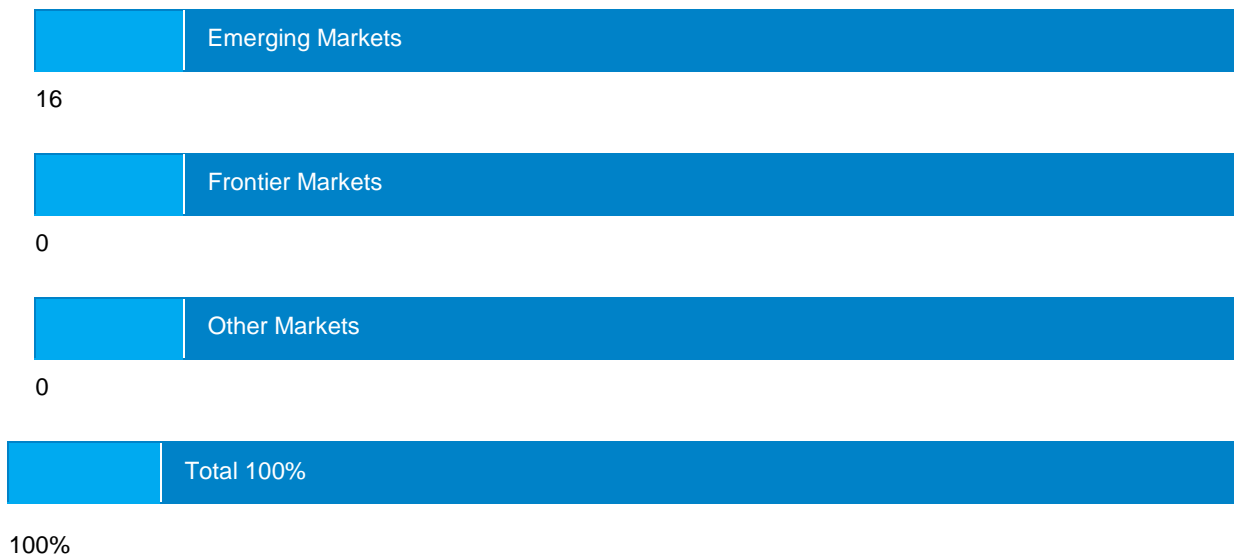 Emerging Markets
16
Frontier Markets
0
Other Markets
0
Total 100%
100%